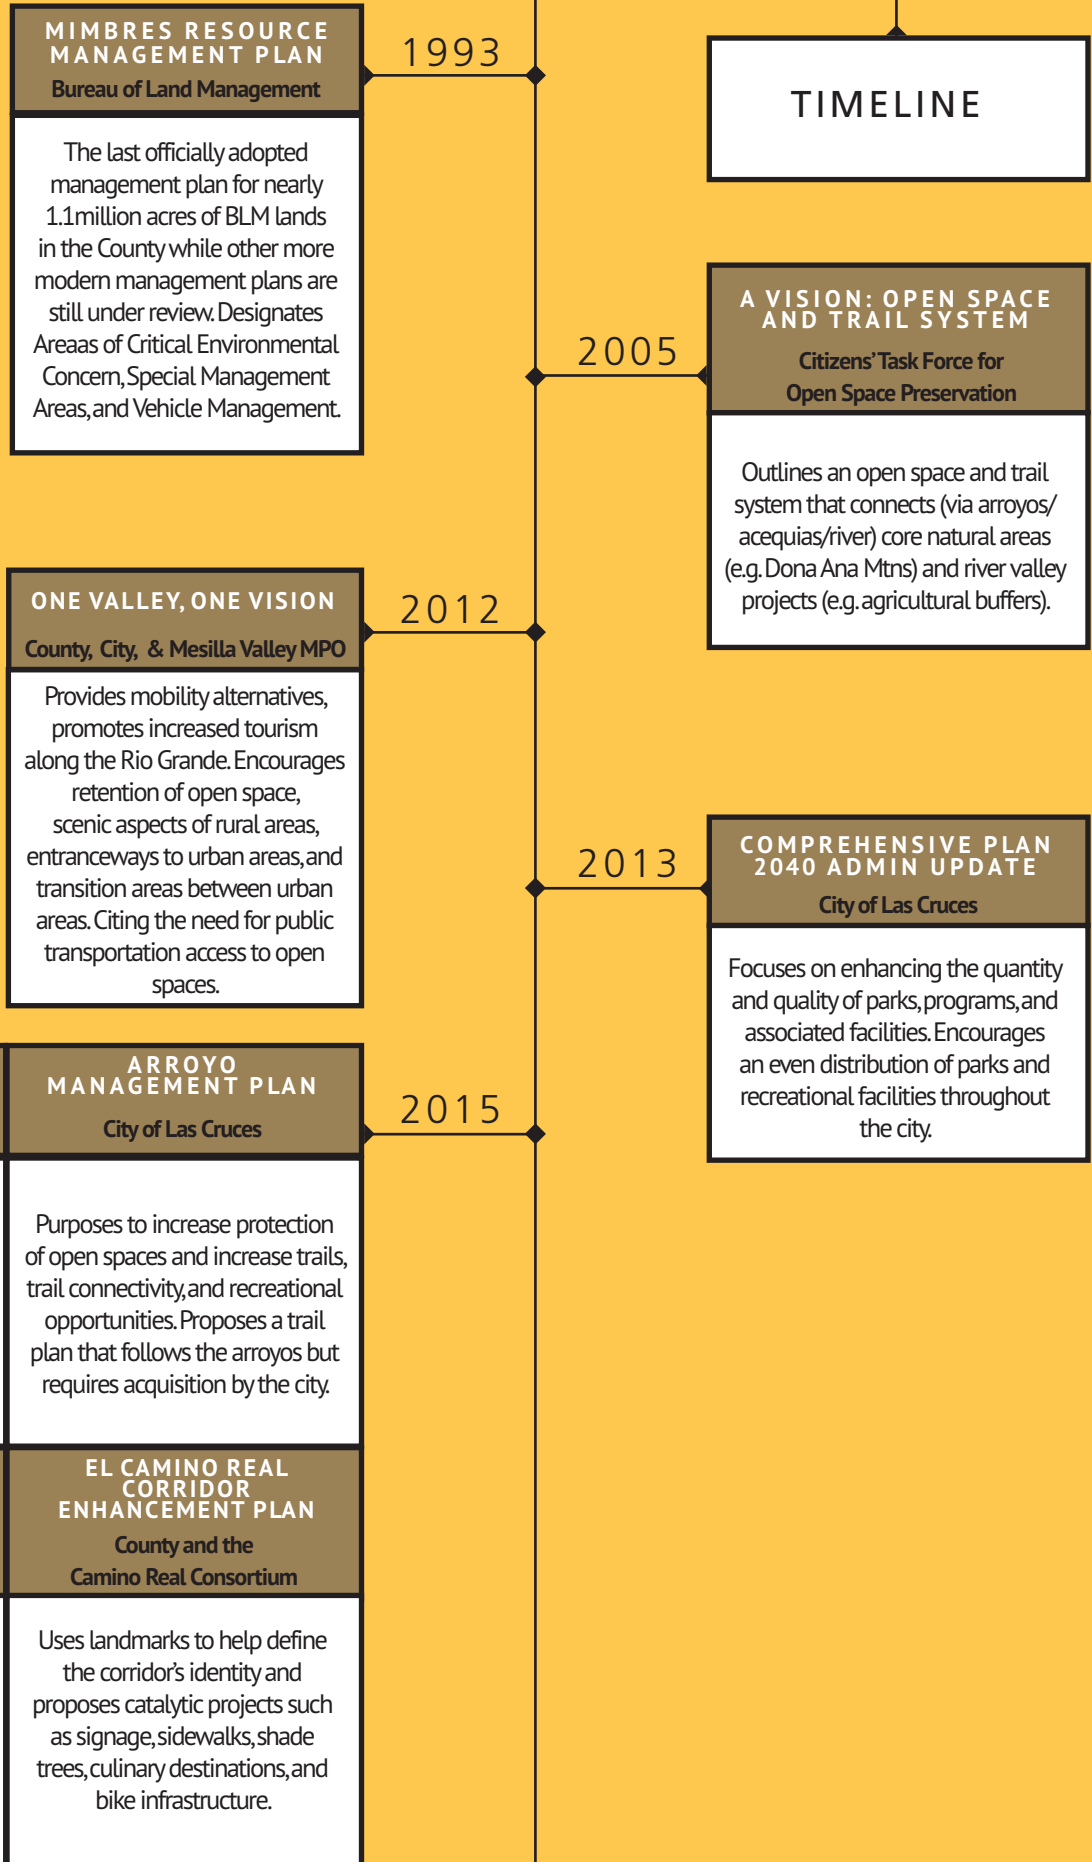 MIMBRES RESOURCE
MANAGEMENT PLAN
Bureau of Land Management
1993
The last officially adopted
management plan for nearly
1.1million acres of BLM lands
in the County while other more
modern management plans are
still under review. Designates
Areaas of Critical Environmental
Concern, Special Management
Areas, and Vehicle Management.
TIMELINE
A VISION: OPEN SPACE
AND TRAIL SYSTEM
Citizens' Task Force for
Open Space Preservation
2005
Outlines an open space and trail
system that connects (via arroyos/
acequias/river) core natural areas
(e.g. Dona Ana Mtns) and river valley
projects (e.g. agricultural buffers).
ONE VALLEY, ONE VISION
County, City, & Mesilla Valley MPO
2012
Provides mobility alternatives,
promotes increased tourism
along the Rio Grande. Encourages
retention of open space,
scenic aspects of rural areas,
entranceways to urban areas, and
transition areas between urban
areas. Citing the need for public
transportation access to open
spaces.
2013
COMPREHENSIVE PLAN
2040 ADMIN UPDATE
City of Las Cruces
Focuses on enhancing the quantity
and quality of parks, programs, and
associated facilities. Encourages
an even distribution of parks and
recreational facilities throughout
the city.
ARROYO
MANAGEMENT PLAN
City of Las Cruces
2015
Purposes to increase protection
of open spaces and increase trails,
trail connectivity, and recreational
opportunities. Proposes a trail
plan that follows the arroyos but
requires acquisition by the city.
EL CAMINO REAL
CORRIDOR
ENHANCEMENT PLAN
County and the
Camino Real Consortium
Uses landmarks to help define
the corridor's identity and
proposes catalytic projects such
as signage, sidewalks, shade
trees, culinary destinations, and
bike infrastructure.